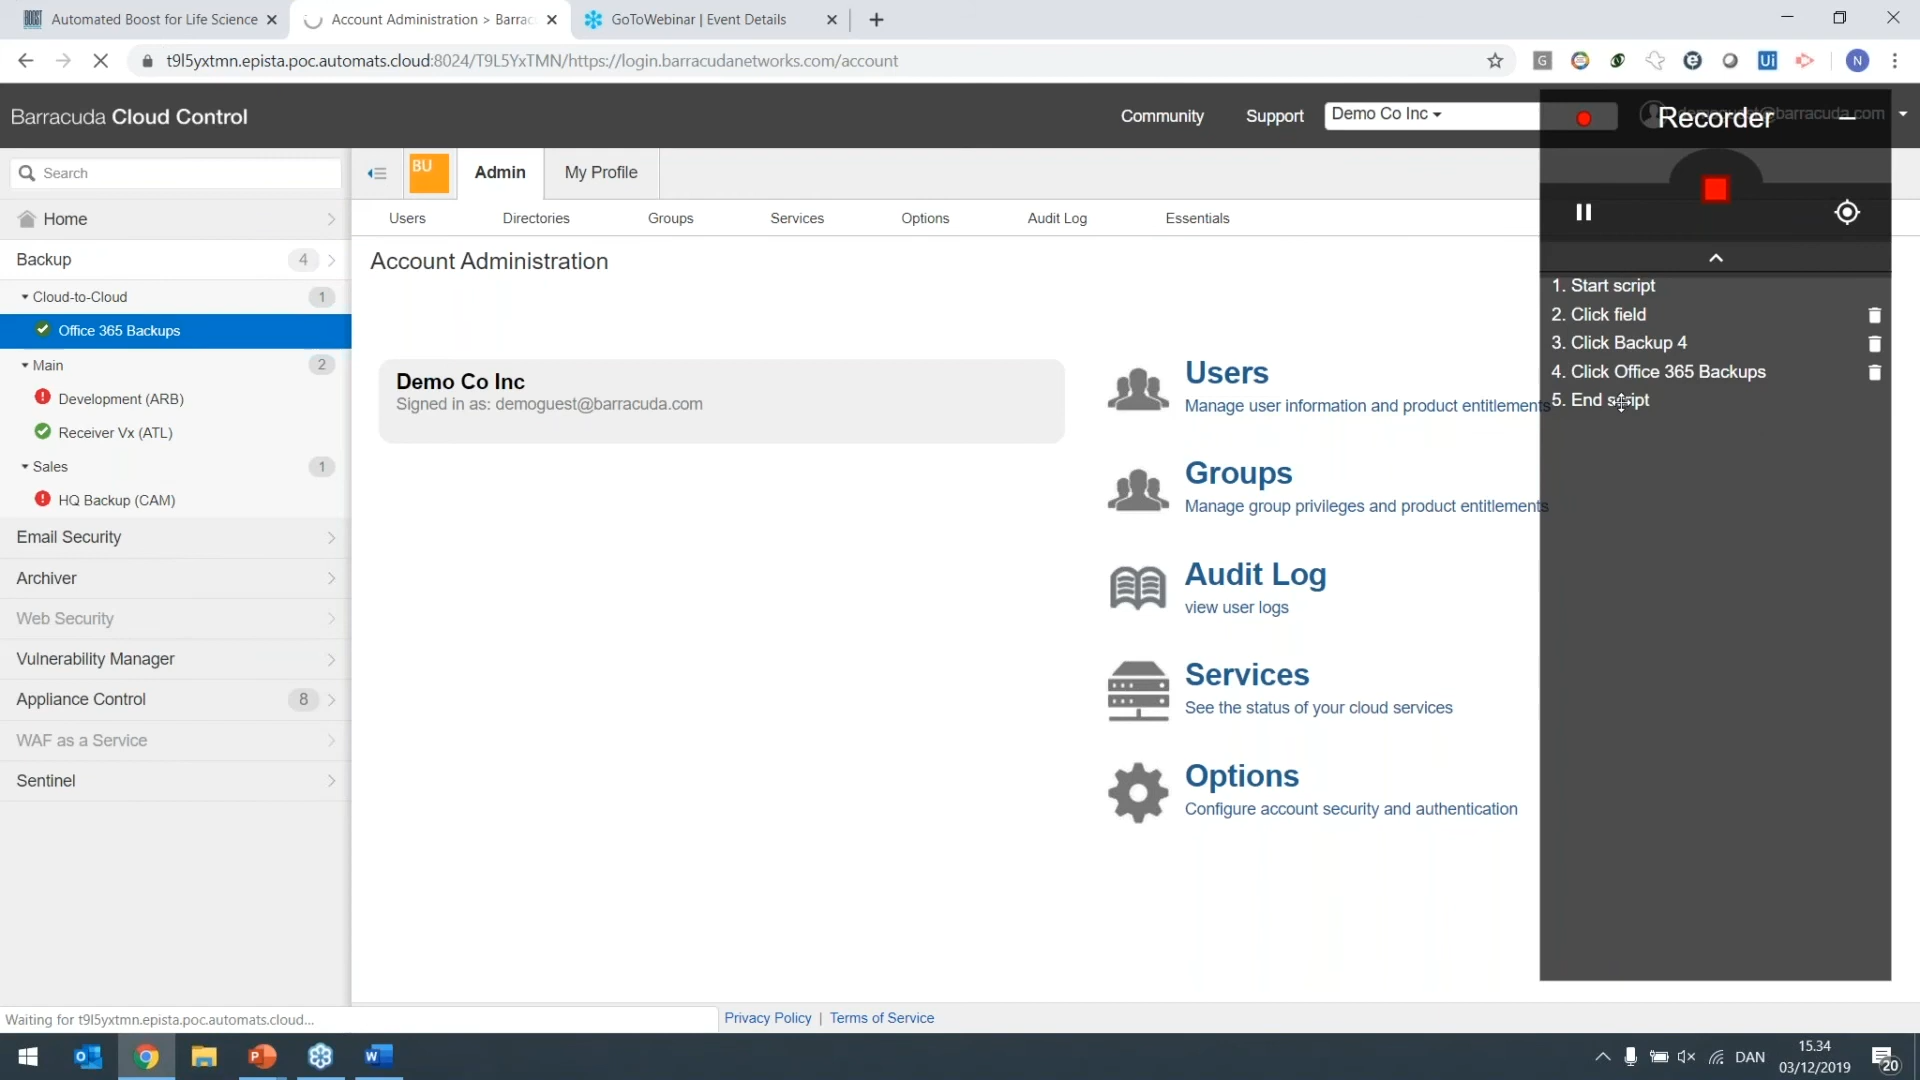 Automated Boost for Life Science
Account Administration > Barrac
GoToWebinar | Event Details
t9l5yxtmn.epista.poc.automats.cloud:8024/T9L5YxTMN/https://login.barracudanetworks.com/account
G
Ui
N
Barracuda Cloud Control
Community
Support
Demo Co Inc
demoguest@barracuda.com
Recorder
Search
BU
Admin
My Profile
Home
Users
Directories
Groups
Services
Options
Audit Log
Essentials
Backup
4
Account Administration
Cloud-to-Cloud
1
Office 365 Backups
Main
2
Development (ARB)
Receiver Vx (ATL)
Sales
1
HQ Backup (CAM)
Email Security
Archiver
Web Security
Vulnerability Manager
Appliance Control
8
WAF as a Service
Sentinel
Demo Co Inc
Signed in as: demoguest@barracuda.com
Users
Manage user information and product entitlements
Groups
Manage group privileges and product entitlements
Audit Log
view user logs
Services
See the status of your cloud services
Options
Configure account security and authentication
1. Start script
2. Click field
3. Click Backup 4
4. Click Office 365 Backups
5. End script
Waiting for t9l5yxtmn.epista.poc.automats.cloud...
Privacy Policy | Terms of Service
DAN
15.34
03/12/2019
20